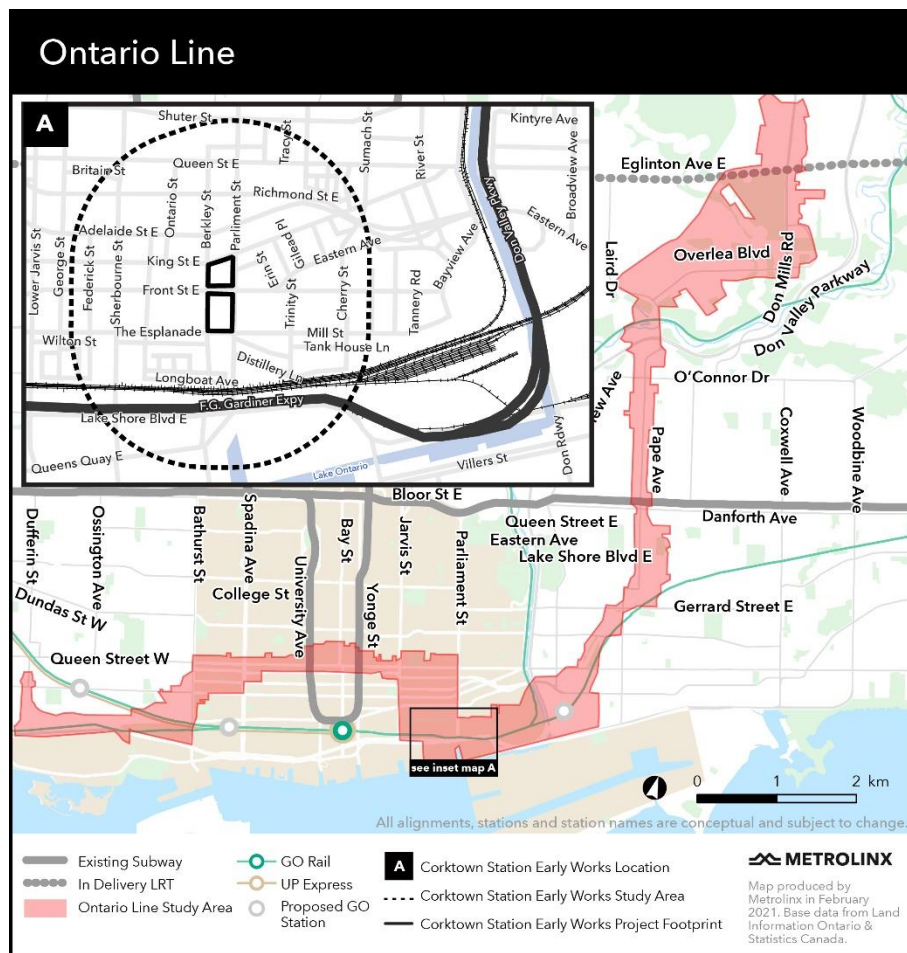 Ontario Line
A
Shuter St
Tracy St
Sumach St
River St
Kintyre Ave
Broadview Ave
Britain St
Queen St E
Ontario St
Berkley St
Parliment St
Richmond St E
Don Valley Pkwy
Eastern Ave
Adelaide St E
Erin St
Gilead Pl
Eastern Ave
Bayview Ave
Lower Jarvis St
George St
Federick St
Sherbourne St
King St E
Front St E
Trinity St
Cherry St
Tannery Rd
The Esplanade
Wilton St
Mill St
Tank House Ln
Distillery Ln
Longboat Ave
F.G. Gardiner Expy
Lake Shore Blvd E
Queens Quay E
Lake Ontario
Villers St
Don Rdwy
Eglinton Ave E
Laird Dr
Overlea Blvd
Don Mills Rd
Don Valley Parkway
O'Connor Dr
view Ave
Pape Ave
Coxwell Ave
Woodbine Ave
Bloor St E
Danforth Ave
Dufferin St
Ossington Ave
Bathurst St
Spadina Ave
University Ave
Bay St
Yonge St
Jarvis St
Parliament St
Queen Street E
Eastern Ave
Lake Shore Blvd E
College St
Dundas St W
Gerrard Street E
Queen Street W
see inset map A
0 1 2 km
All alignments, stations and station names are conceptual and subject to change.
Existing Subway
In Delivery LRT
Ontario Line Study Area
GO Rail
UP Express
Proposed GO
Station
A Corktown Station Early Works Location
Corktown Station Early Works Study Area
Corktown Station Early Works Project Footprint
METROLINX
Map produced by
Metrolinx in February
2021. Base data from Land
Information Ontario &
Statistics Canada.